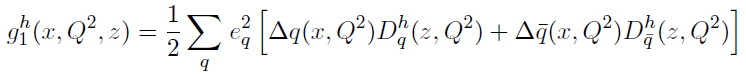 $g_1^h(x, Q^2, z) = \frac{1}{2} \sum_q e_q^2 \left[ \Delta q(x, Q^2) D_q^h(z, Q^2) + \Delta \bar{q}(x, Q^2) D_{\bar{q}}^h(z, Q^2) \right]$